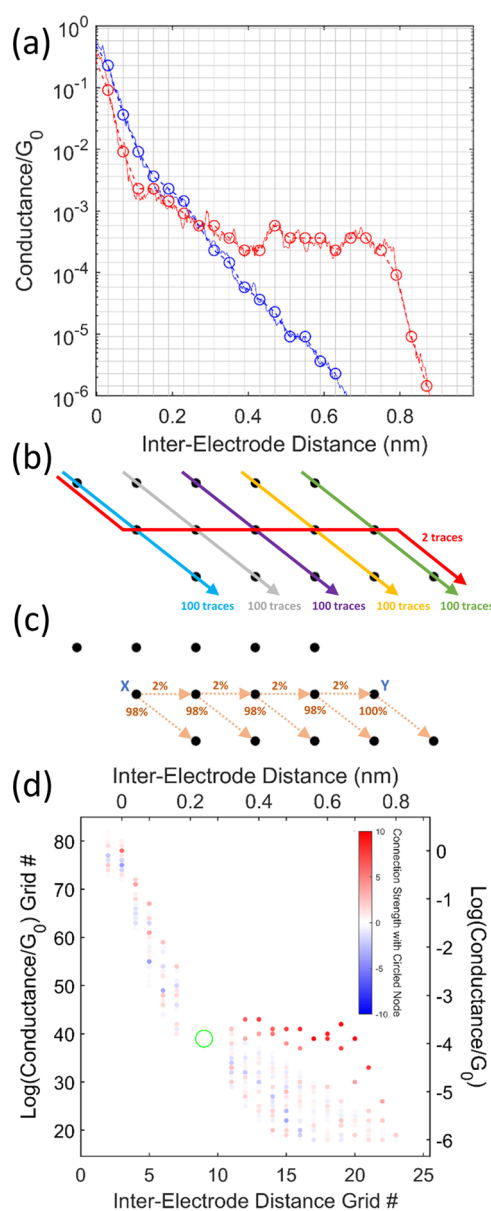 (a)
10^0
10^-1
10^-2
10^-3
10^-4
10^-5
10^-6
Conductance/G_0
0 0.2 0.4 0.6 0.8
Inter-Electrode Distance (nm)
(b)
2 traces
100 traces 100 traces 100 traces 100 traces 100 traces
(c)
X 2% 2% 2% 2% Y
98% 98% 98% 98% 100%
Inter-Electrode Distance (nm)
(d)
0 0.2 0.4 0.6 0.8
80
70
60
50
40
30
20
Log(Conductance/G_0) Grid #
10
5
0
-5
-10
Connection Strength with Circled Node
0
-1
-2
-3
-4
-5
-6
Log(Conductance/G_0)
0 5 10 15 20 25
Inter-Electrode Distance Grid #